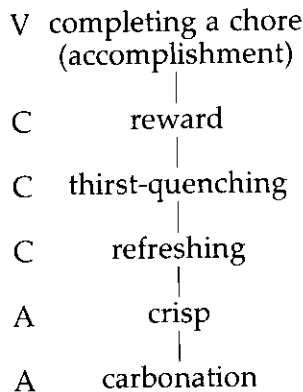 V completing a chore
(accomplishment)
C reward
C thirst-quenching
C refreshing
A crisp
A carbonation